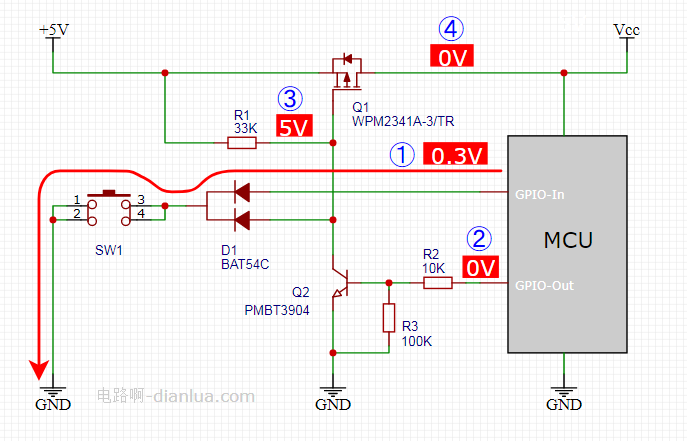 +5V
④
Vcc
0V
③
Q1
WPM2341A-3/TR
R1
33K
5V
① 0.3V
GPIO-In
1
2
3
4
SW1
D1
BAT54C
MCU
②
0V
R2
10K
GPIO-Out
Q2
PMBT3904
R3
100K
电路啊-dianlua.com
GND
GND
GND